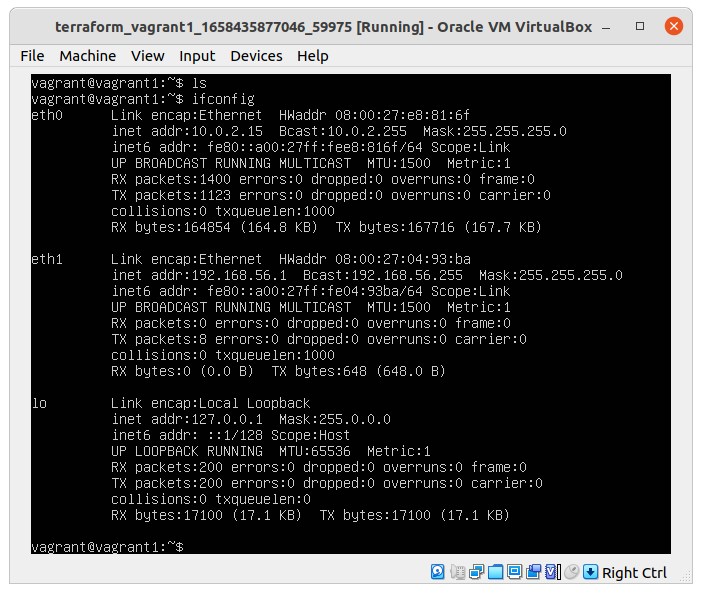 terraform_vagrant1_1658435877046_59975 [Running] - Oracle VM VirtualBox
File Machine View Input Devices Help
vagrant@vagrant1:~$ ls
vagrant@vagrant1:~$ ifconfig
eth0 Link encap:Ethernet HWaddr 08:00:27:e8:81:6f
inet addr:10.0.2.15 Bcast:10.0.2.255 Mask:255.255.255.0
inet6 addr: fe80::a00:27ff:fee8:816f/64 Scope:Link
UP BROADCAST RUNNING MULTICAST MTU:1500 Metric:1
RX packets:1400 errors:0 dropped:0 overruns:0 frame:0
TX packets:1123 errors:0 dropped:0 overruns:0 carrier:0
collisions:0 txqueuelen:1000
RX bytes:164854 (164.8 KB) TX bytes:167716 (167.7 KB)
eth1 Link encap:Ethernet HWaddr 08:00:27:04:93:ba
inet addr:192.168.56.1 Bcast:192.168.56.255 Mask:255.255.255.0
inet6 addr: fe80::a00:27ff:fe04:93ba/64 Scope:Link
UP BROADCAST RUNNING MULTICAST MTU:1500 Metric:1
RX packets:0 errors:0 dropped:0 overruns:0 frame:0
TX packets:8 errors:0 dropped:0 overruns:0 carrier:0
collisions:0 txqueuelen:1000
RX bytes:0 (0.0 B) TX bytes:648 (648.0 B)
lo Link encap:Local Loopback
inet addr:127.0.0.1 Mask:255.0.0.0
inet6 addr: ::1/128 Scope:Host
UP LOOPBACK RUNNING MTU:65536 Metric:1
RX packets:200 errors:0 dropped:0 overruns:0 frame:0
TX packets:200 errors:0 dropped:0 overruns:0 carrier:0
collisions:0 txqueuelen:0
RX bytes:17100 (17.1 KB) TX bytes:17100 (17.1 KB)
vagrant@vagrant1:~$
Right Ctrl